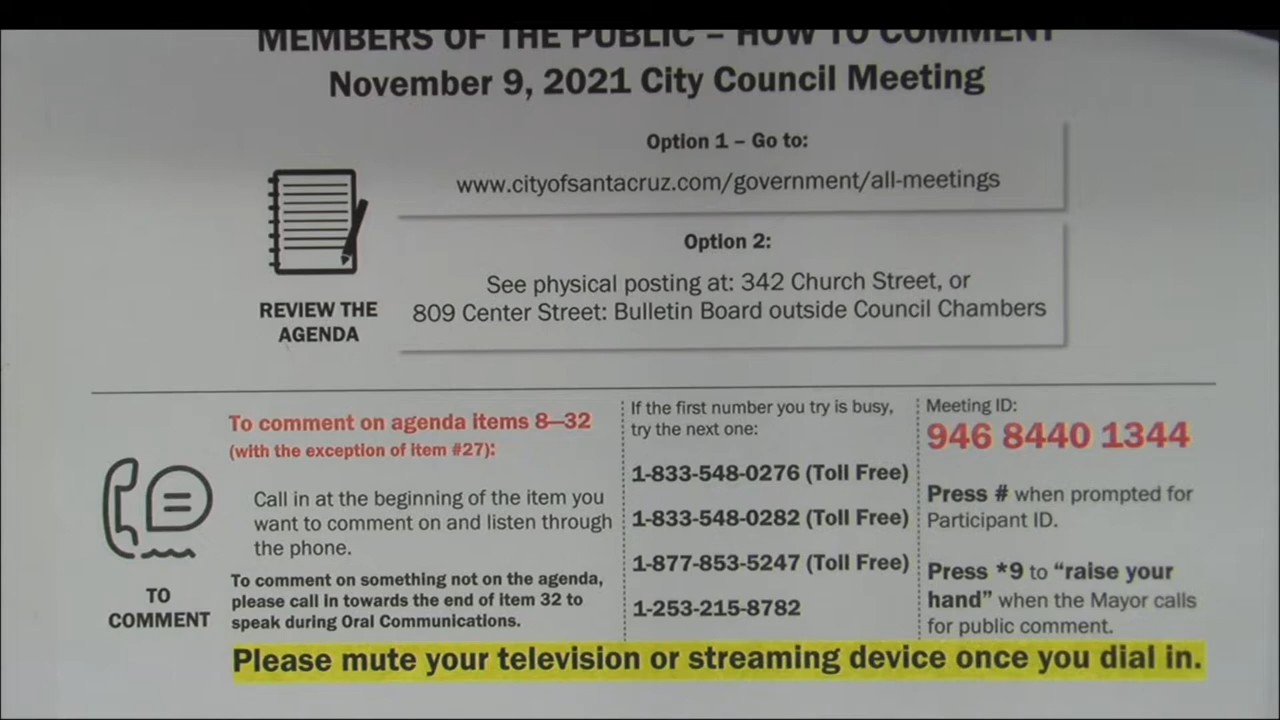 MEMBERS OF THE PUBLIC – HOW TO COMMENT
November 9, 2021 City Council Meeting
Option 1 – Go to:
www.cityofsantacruz.com/government/all-meetings
Option 2:
See physical posting at: 342 Church Street, or
809 Center Street: Bulletin Board outside Council Chambers
REVIEW THE
AGENDA
To comment on agenda items 8–32
(with the exception of item #27):
Call in at the beginning of the item you
want to comment on and listen through
the phone.
To comment on something not on the agenda,
please call in towards the end of item 32 to
speak during Oral Communications.
TO
COMMENT
If the first number you try is busy,
try the next one:
1-833-548-0276 (Toll Free)
1-833-548-0282 (Toll Free)
1-877-853-5247 (Toll Free)
1-253-215-8782
Meeting ID:
946 8440 1344
Press # when prompted for
Participant ID.
Press *9 to “raise your
hand” when the Mayor calls
for public comment.
Please mute your television or streaming device once you dial in.